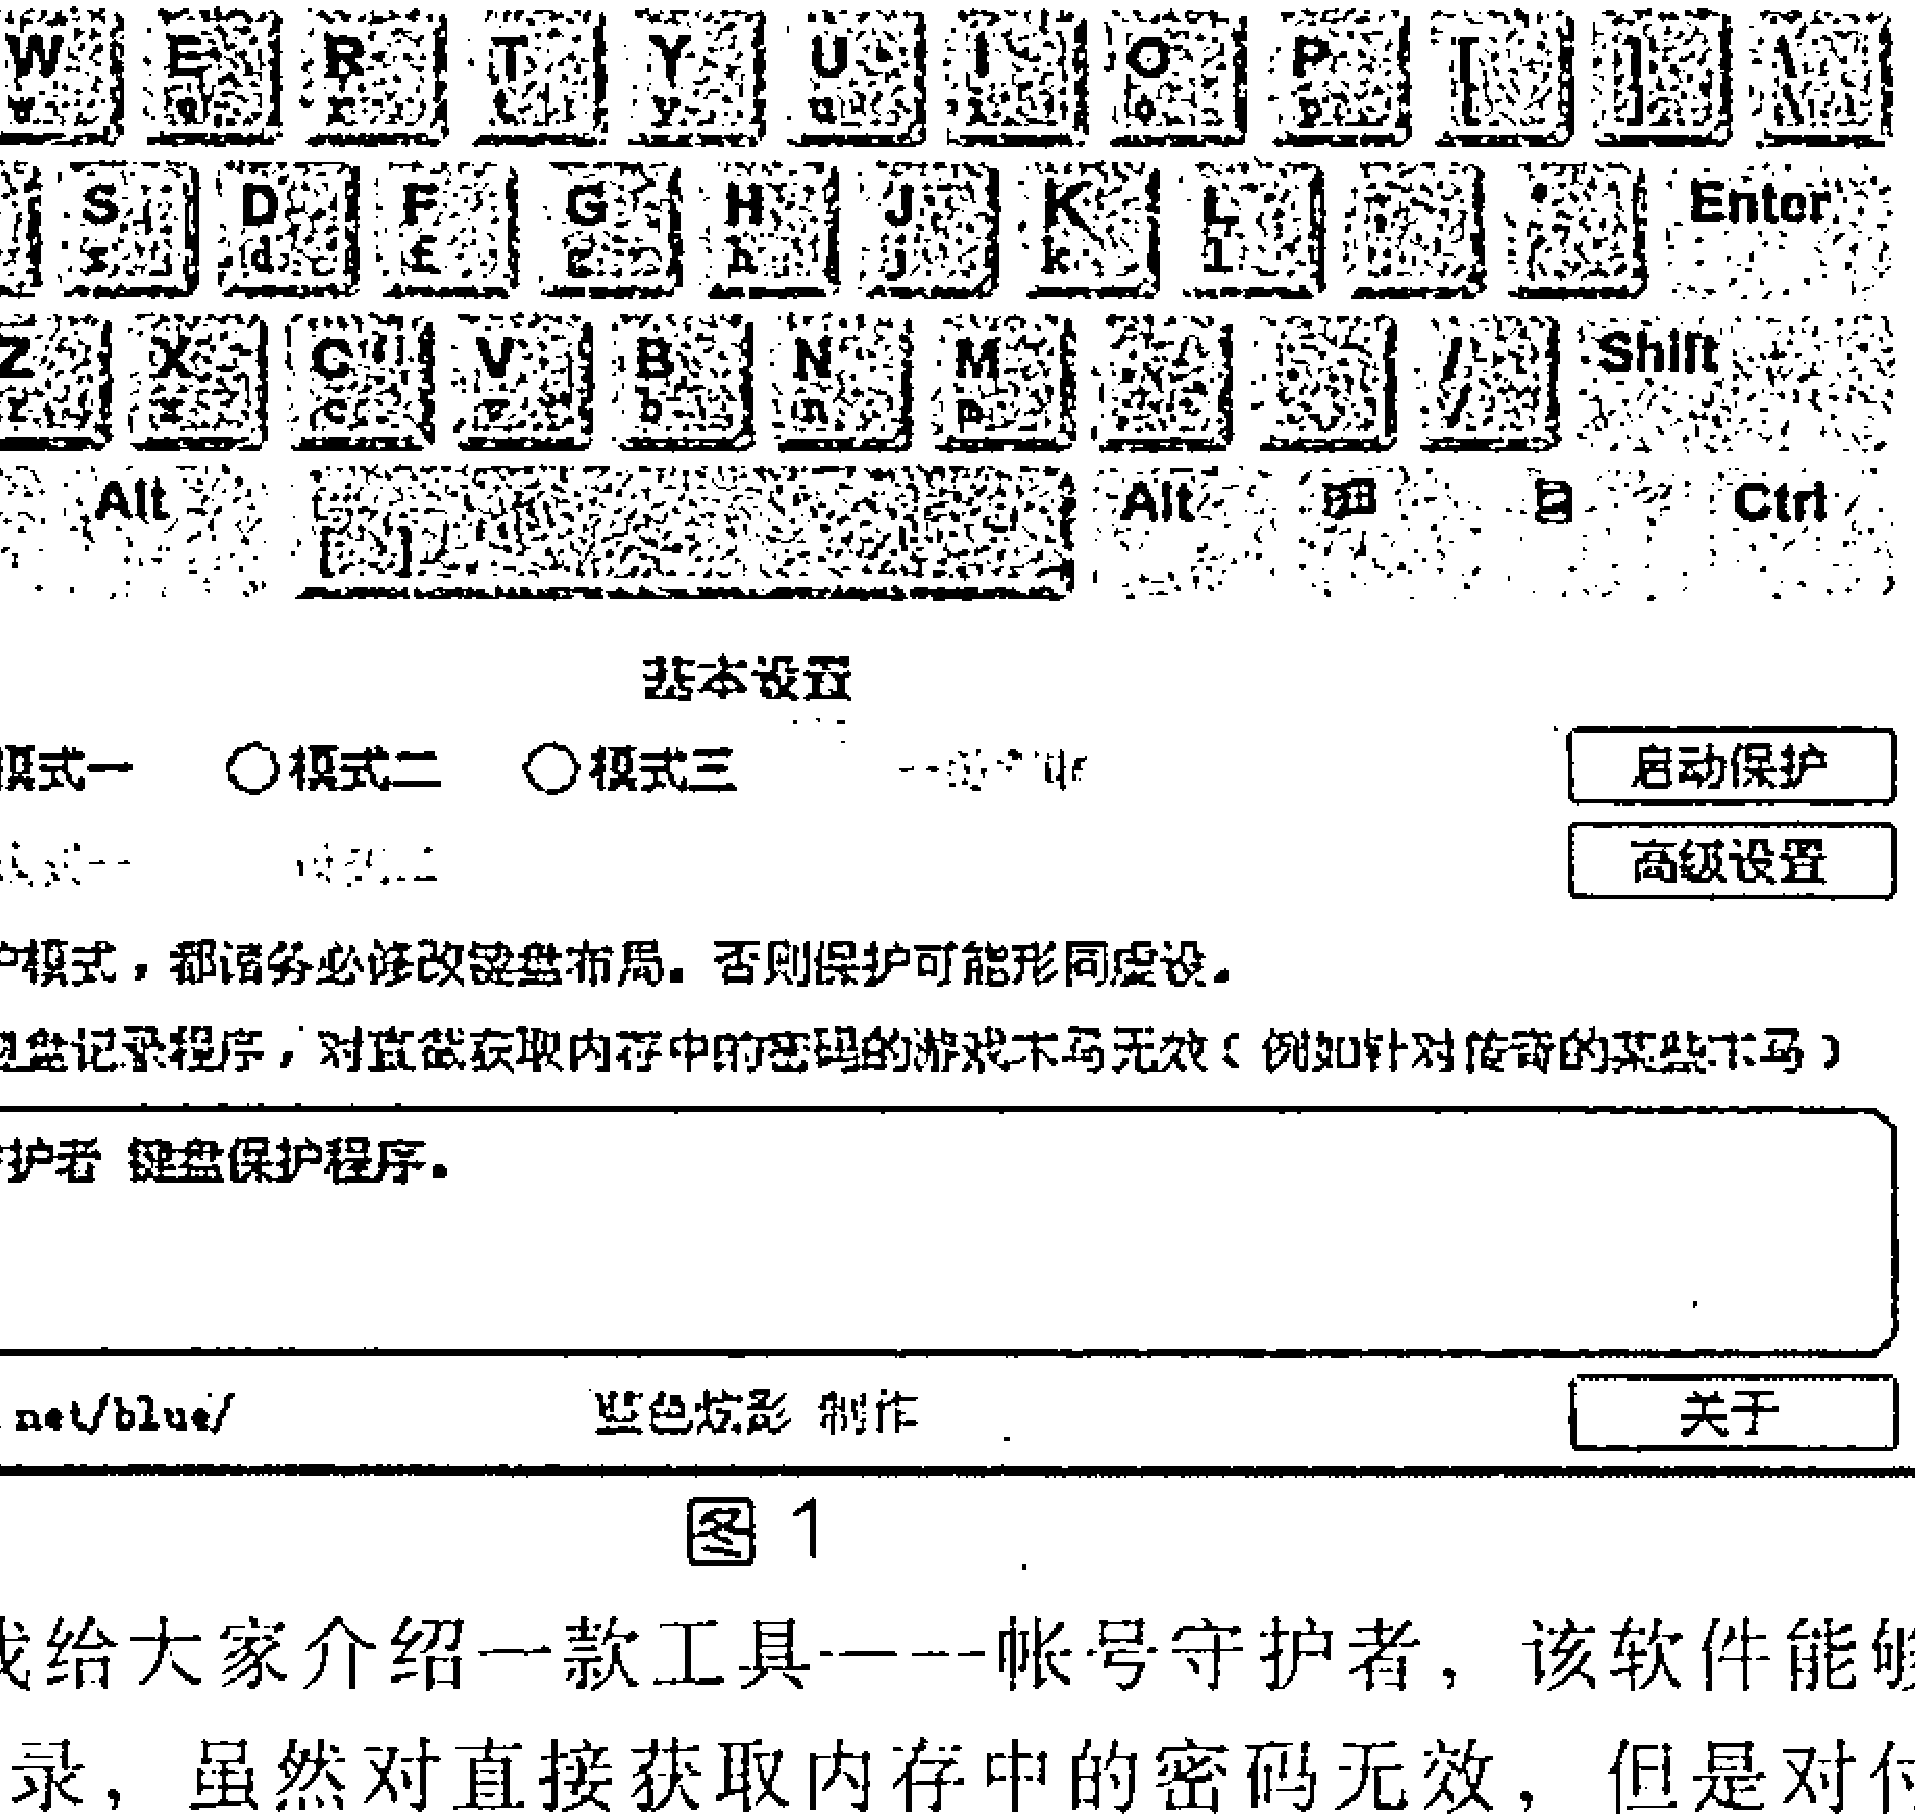 W E R T Y U I O P [ ] \
w e r t y u i o p [ ] \
S D F G H J K L ; Enter
s d f g h j k l
Z X C V B N M / Shift
z x c v b n /
Alt [ ] Alt Ctrl
基本设置
模式一 模式二 模式三 启动保护
模式一 模式二 高级设置
护模式，都请务必修改键盘布局。否则保护可能形同虚设。
键盘记录程序，对直截获取内存中的密码的游戏木马无效（例如针对传奇的某些木马）
护者 键盘保护程序。
net/blue/ 蓝色炫影 制作 关于
图 1
我给大家介绍一款工具----帐号守护者，该软件能够
录，虽然对直接获取内存中的密码无效，但是对付